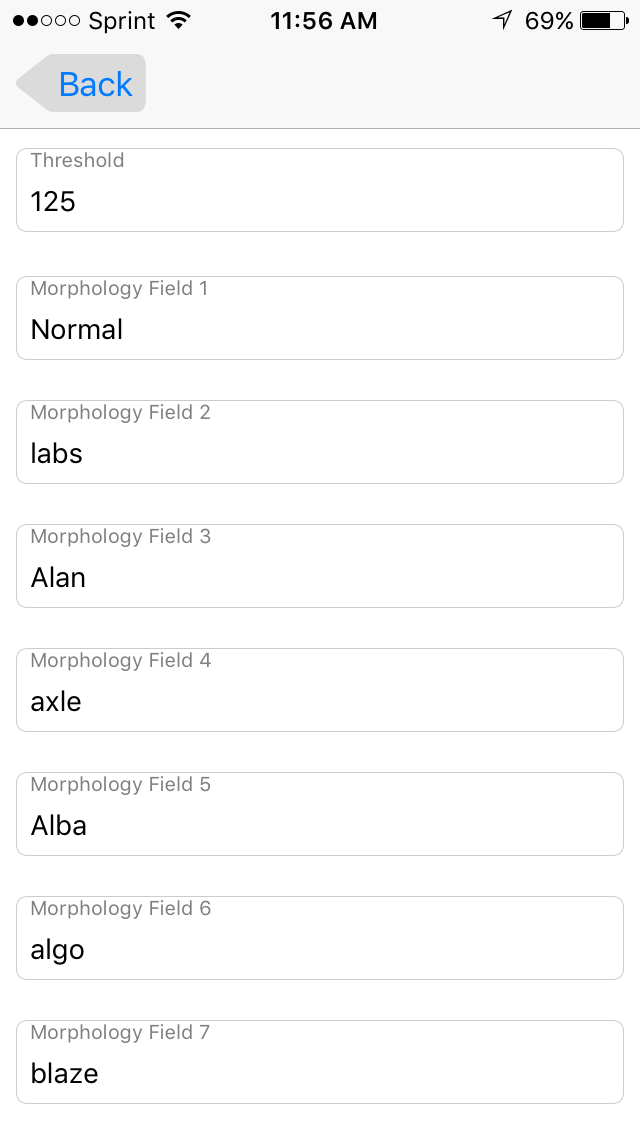 Sprint 11:56 AM 69%
Back
Threshold
125
Morphology Field 1
Normal
Morphology Field 2
labs
Morphology Field 3
Alan
Morphology Field 4
axle
Morphology Field 5
Alba
Morphology Field 6
algo
Morphology Field 7
blaze